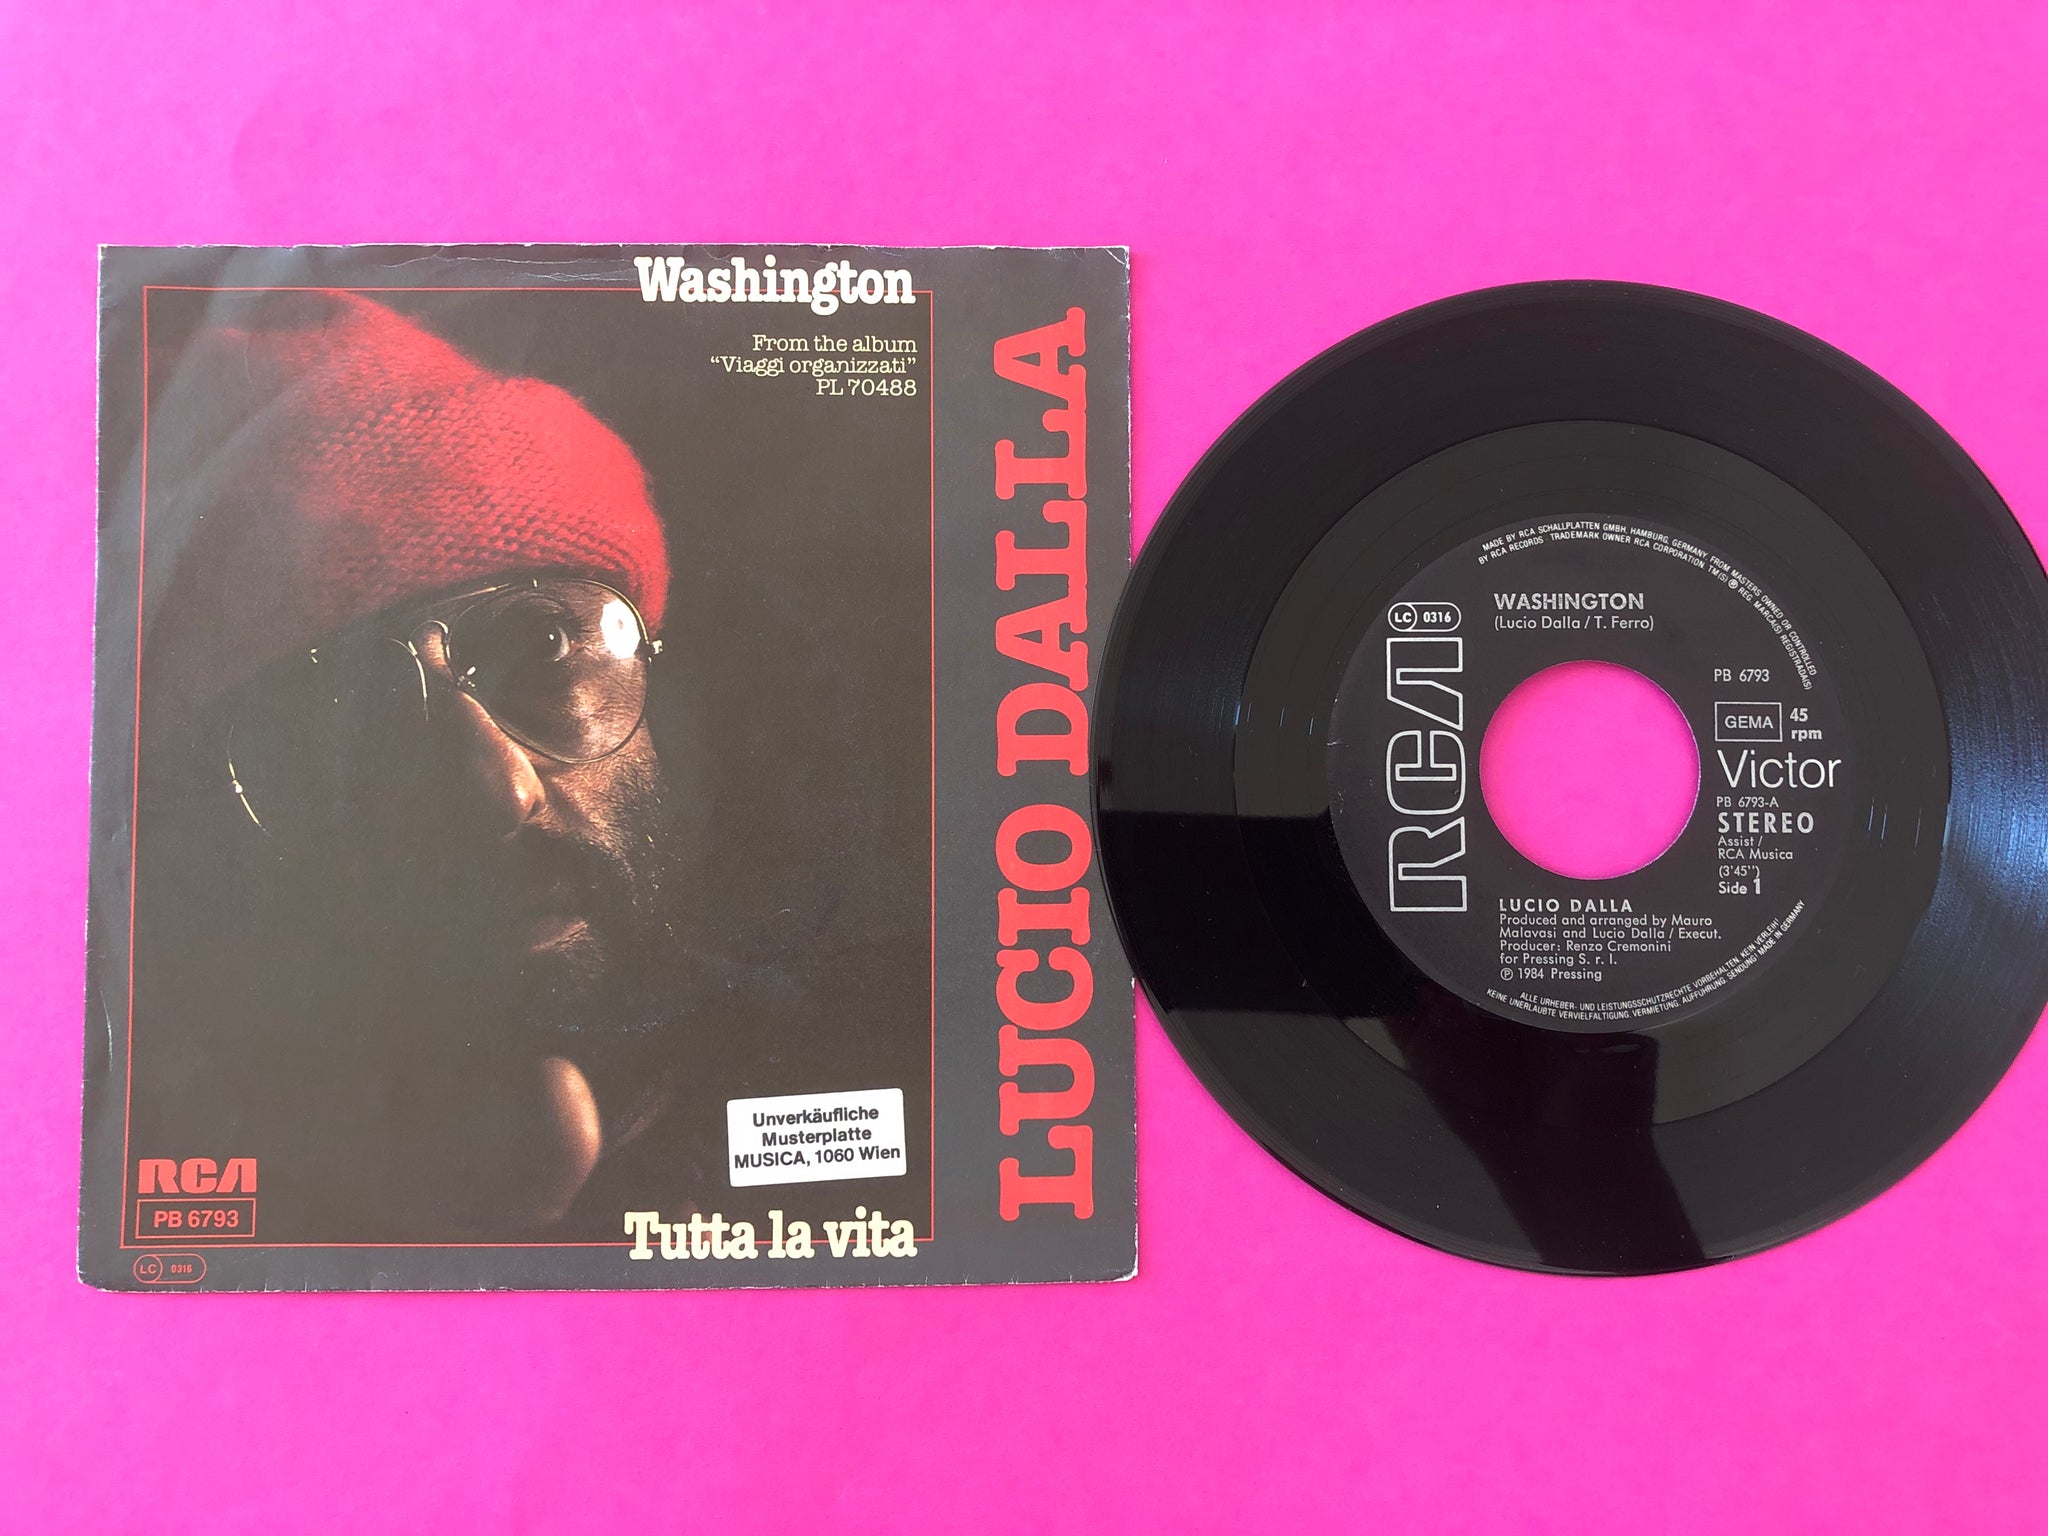 Washington
From the album
“Viaggi organizzati”
PL 70488
LUCIO DALLA
Unverkäufliche
Musterplatte
MUSICA, 1060 Wien
RCA
PB 6793
Tutta la vita
LC 0316
MADE BY RCA SCHALLPLATTEN GMBH, HAMBURG, GERMANY, FROM MASTERS OWNED OR CONTROLLED
BY RCA RECORDS · TRADEMARK OWNER RCA CORPORATION. TM(S) ® REG. MARCA(S) REGISTRADA(S)
LC 0316
WASHINGTON
(Lucio Dalla / T. Ferro)
RCA
PB 6793
GEMA
45
rpm
Victor
PB 6793-A
STEREO
Assist /
RCA Musica
(3'45'')
Side 1
LUCIO DALLA
Produced and arranged by Mauro
Malavasi and Lucio Dalla / Execut.
Producer: Renzo Cremonini
for Pressing S. r. l.
℗ 1984 Pressing
ALLE URHEBER- UND LEISTUNGSSCHUTZRECHTE VORBEHALTEN. KEIN VERLEIH!
KEINE UNERLAUBTE VERVIELFÄLTIGUNG, VERMIETUNG, AUFFÜHRUNG, SENDUNG! MADE IN GERMANY